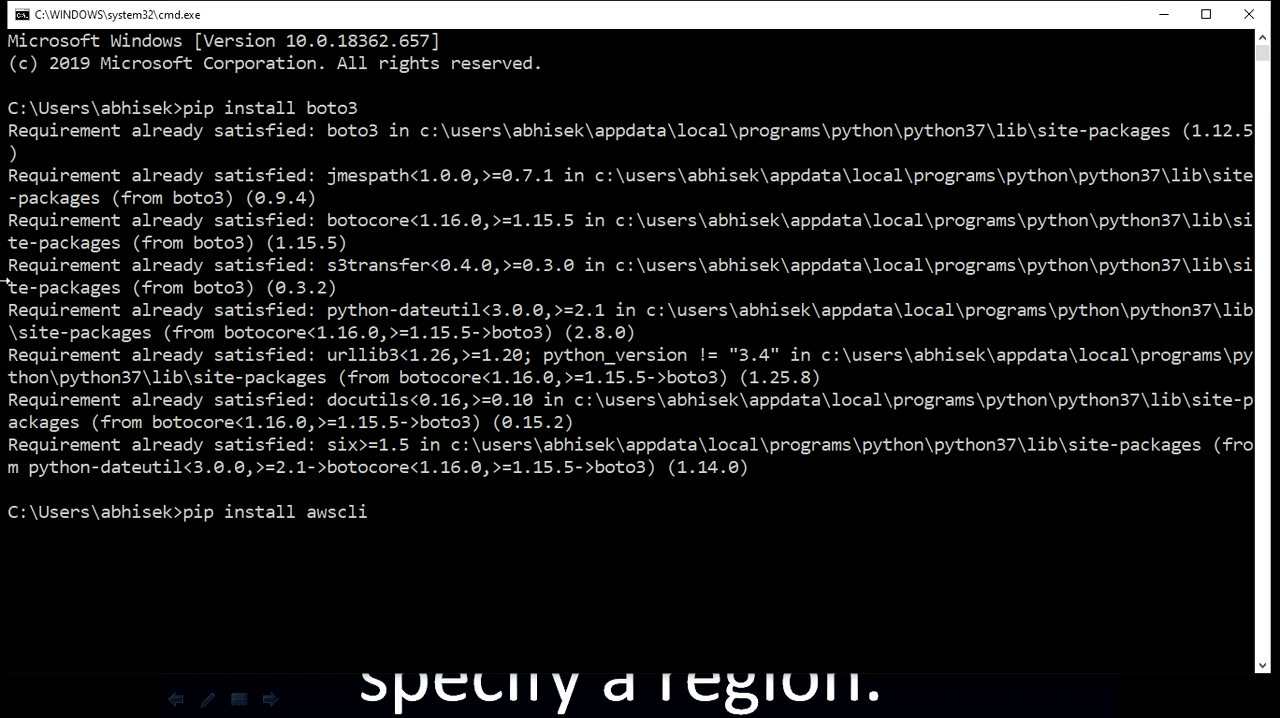 C:\WINDOWS\system32\cmd.exe
Microsoft Windows [Version 10.0.18362.657]
(c) 2019 Microsoft Corporation. All rights reserved.
C:\Users\abhisek>pip install boto3
Requirement already satisfied: boto3 in c:\users\abhisek\appdata\local\programs\python\python37\lib\site-packages (1.12.5
)
Requirement already satisfied: jmespath<1.0.0,>=0.7.1 in c:\users\abhisek\appdata\local\programs\python\python37\lib\site
-packages (from boto3) (0.9.4)
Requirement already satisfied: botocore<1.16.0,>=1.15.5 in c:\users\abhisek\appdata\local\programs\python\python37\lib\si
te-packages (from boto3) (1.15.5)
Requirement already satisfied: s3transfer<0.4.0,>=0.3.0 in c:\users\abhisek\appdata\local\programs\python\python37\lib\si
te-packages (from boto3) (0.3.2)
Requirement already satisfied: python-dateutil<3.0.0,>=2.1 in c:\users\abhisek\appdata\local\programs\python\python37\lib
\site-packages (from botocore<1.16.0,>=1.15.5->boto3) (2.8.0)
Requirement already satisfied: urllib3<1.26,>=1.20; python_version != "3.4" in c:\users\abhisek\appdata\local\programs\py
thon\python37\lib\site-packages (from botocore<1.16.0,>=1.15.5->boto3) (1.25.8)
Requirement already satisfied: docutils<0.16,>=0.10 in c:\users\abhisek\appdata\local\programs\python\python37\lib\site-p
ackages (from botocore<1.16.0,>=1.15.5->boto3) (0.15.2)
Requirement already satisfied: six>=1.5 in c:\users\abhisek\appdata\local\programs\python\python37\lib\site-packages (fro
m python-dateutil<3.0.0,>=2.1->botocore<1.16.0,>=1.15.5->boto3) (1.14.0)
C:\Users\abhisek>pip install awscli
specify a region.